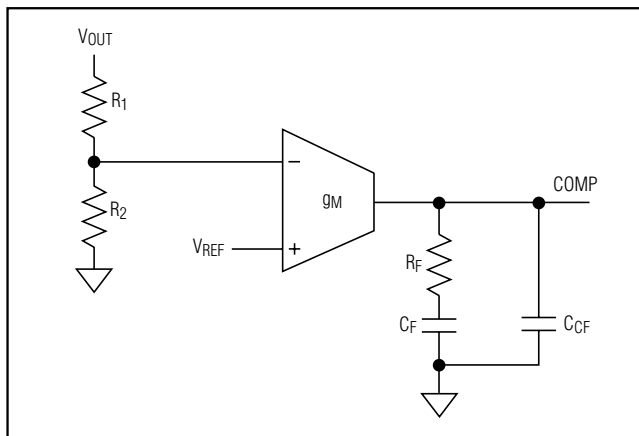 VOUT
R1
R2
gM
VREF
COMP
RF
CF
CCF